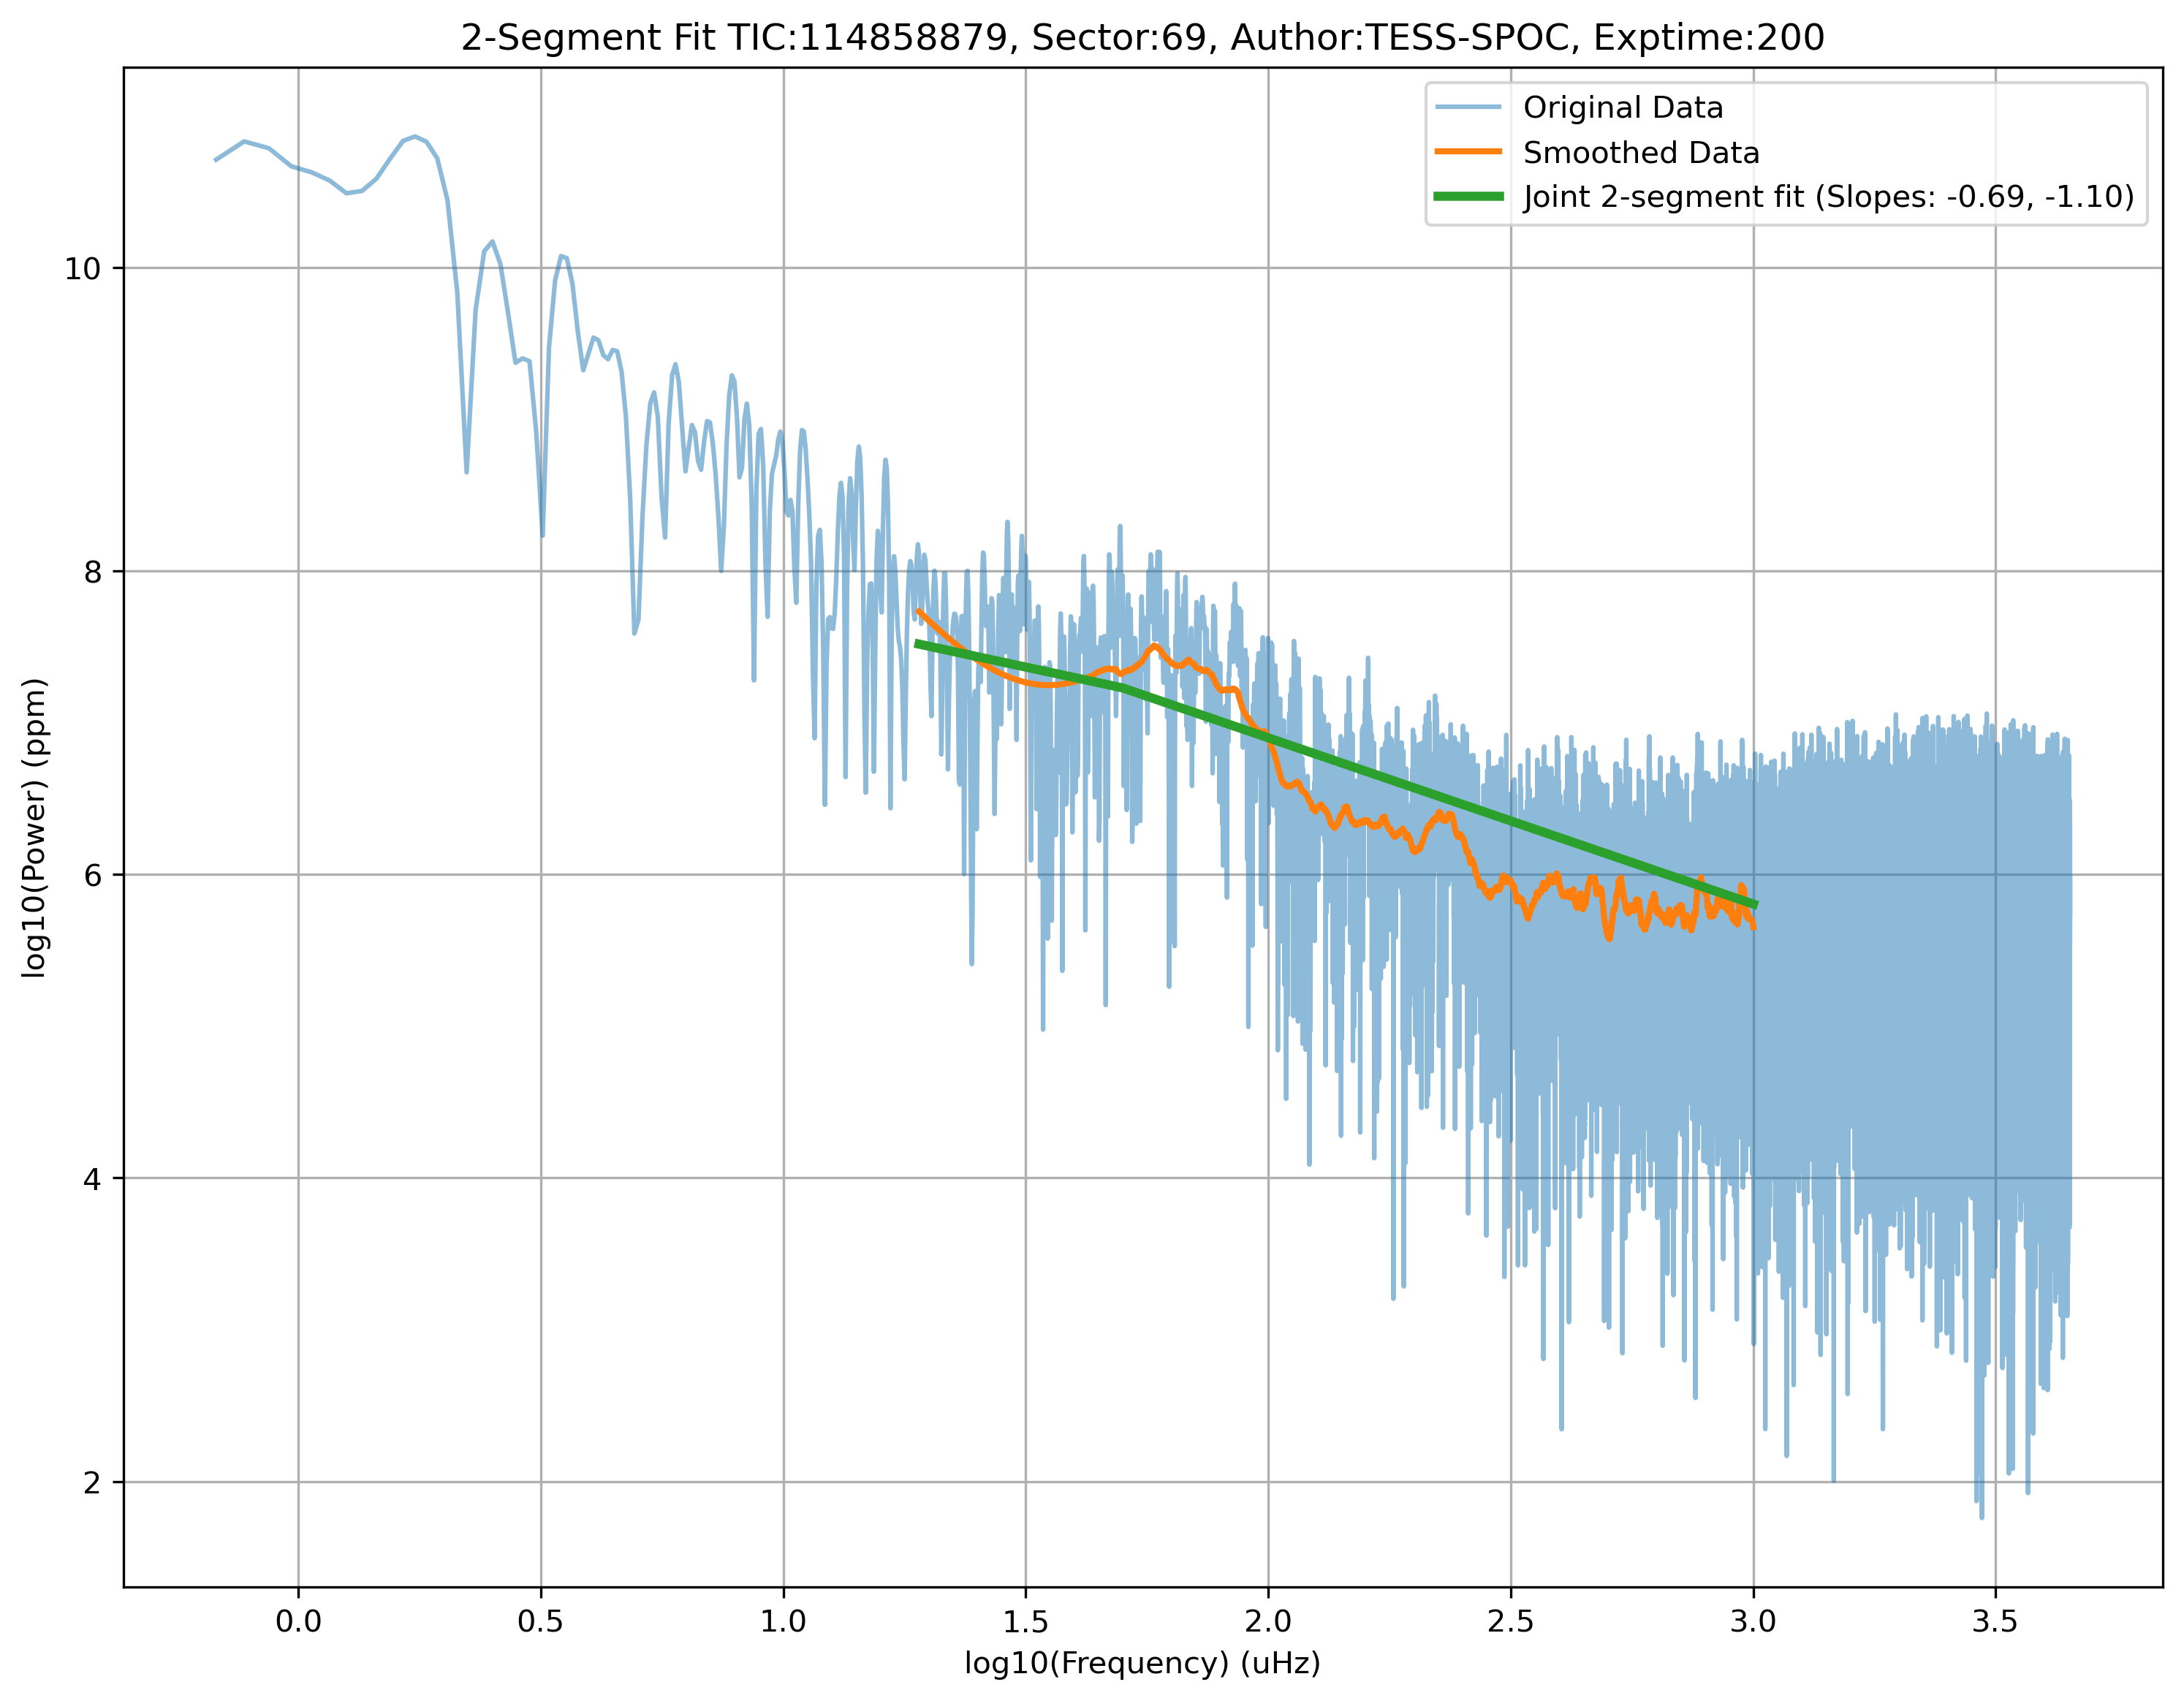 2-Segment Fit TIC:114858879, Sector:69, Author:TESS-SPOC, Exptime:200
Original Data
Smoothed Data
Joint 2-segment fit (Slopes: -0.69, -1.10)
log10(Power) (ppm)
10
8
6
4
2
0.0 0.5 1.0 1.5 2.0 2.5 3.0 3.5
log10(Frequency) (uHz)